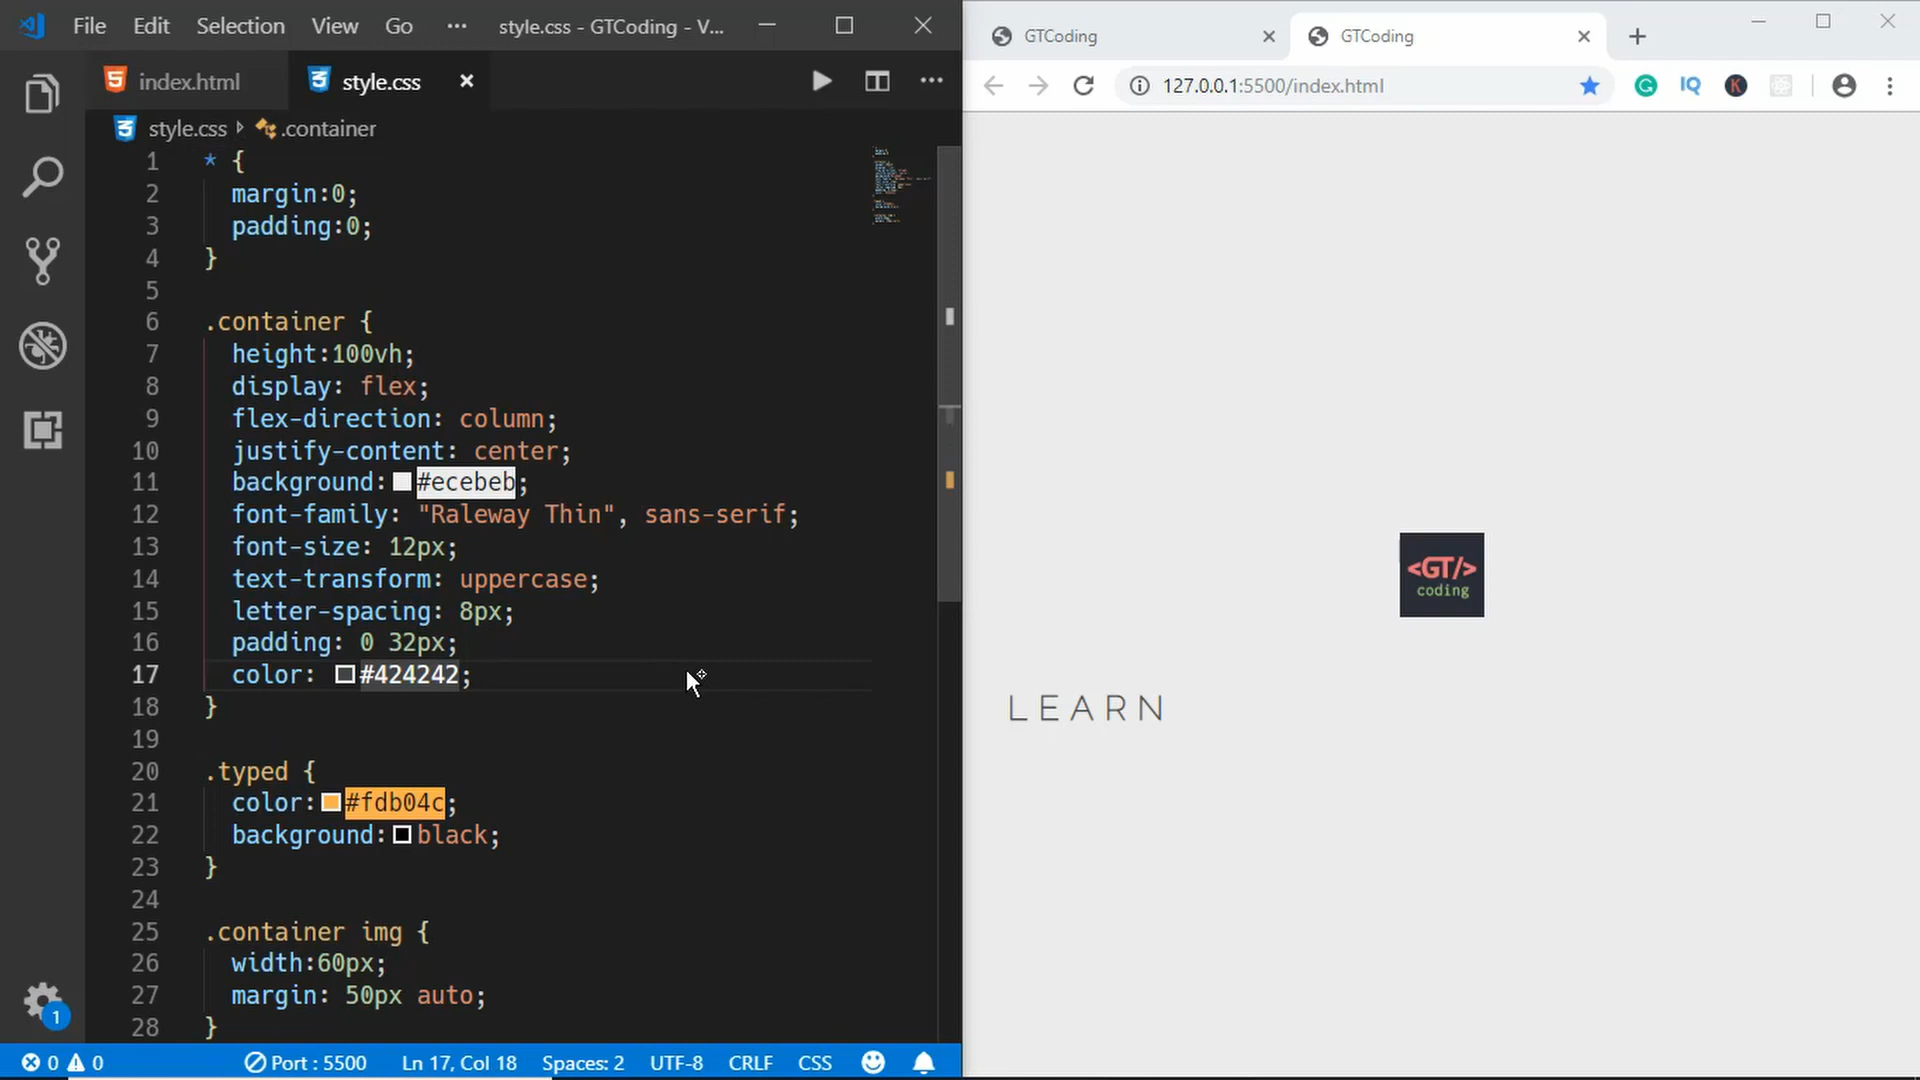 File Edit Selection View Go ··· style.css - GTCoding - V...
index.html style.css
style.css .container
1 * {
2 margin:0;
3 padding:0;
4 }
5
6 .container {
7 height:100vh;
8 display: flex;
9 flex-direction: column;
10 justify-content: center;
11 background: #ecebeb;
12 font-family: "Raleway Thin", sans-serif;
13 font-size: 12px;
14 text-transform: uppercase;
15 letter-spacing: 8px;
16 padding: 0 32px;
17 color: #424242;
18 }
19
20 .typed {
21 color: #fdb04c;
22 background: black;
23 }
24
25 .container img {
26 width:60px;
27 margin: 50px auto;
28 }
1
0 0 Port : 5500 Ln 17, Col 18 Spaces: 2 UTF-8 CRLF CSS
GTCoding GTCoding
127.0.0.1:5500/index.html IQ K
<GT/>
coding
LEARN